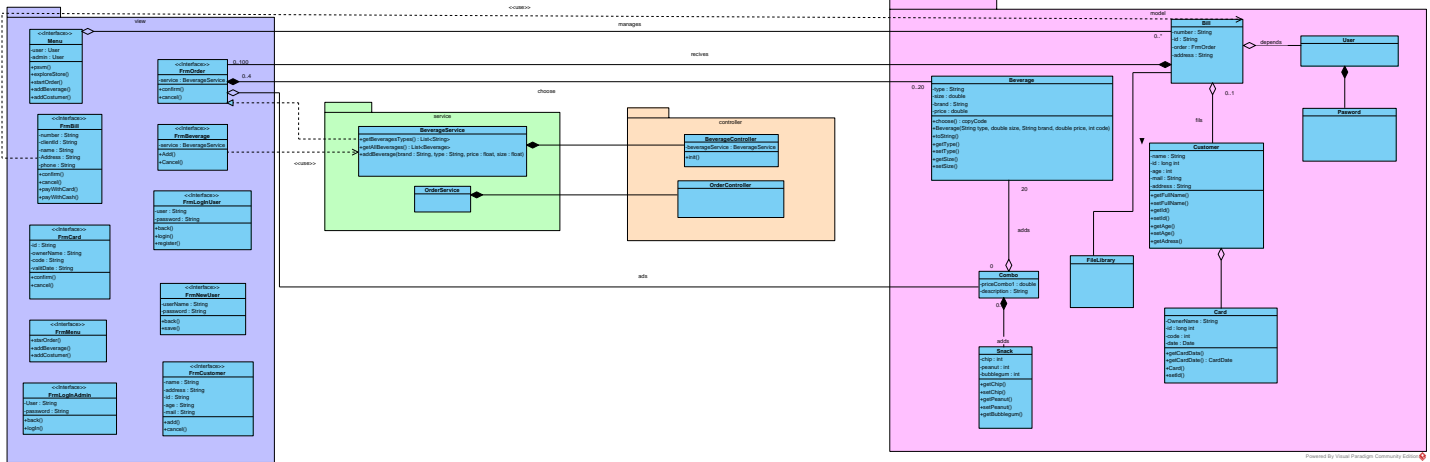 <<use>>
view
model
manages
<<Interface>>
Menu
-user : User
-admin : User
+psvm()
+exploreStore()
+startOrder()
+addBeverage()
+addCostumer()
<<Interface>>
FrmOrder
-service : BeverageService
+confirm()
+cancel()
0..100
0..4
recives
choose
<<Interface>>
FrmBill
-number : String
-clientId : String
-name : String
-Address : String
-phone : String
+confirm()
+cancel()
+payWithCard()
+payWithCash()
<<Interface>>
FrmBeverage
-service : BeverageService
+Add()
+Cancel()
<<use>>
<<Interface>>
FrmLogInUser
-user : String
-password : String
+back()
+login()
+register()
<<Interface>>
FrmCard
-id : String
-ownerName : String
-code : String
-validDate : String
+confirm()
+cancel()
<<Interface>>
FrmNewUser
-userName : String
-password : String
+back()
+save()
<<Interface>>
FrmMenu
+starOrder()
+addBeverage()
+addCostumer()
<<Interface>>
FrmCustomer
-name : String
-address : String
-id : String
-age : String
-mail : String
+add()
+cancel()
<<Interface>>
FrmLogInAdmin
-User : String
-password : String
+back()
+logIn()
service
BeverageService
+getBeveragesTypes() : List<String>
+getAllBeverages() : List<Beverage>
+addBeverage(brand : String, type : String, price : float, size : float)
OrderService
controller
BeverageController
-beverageService : BeverageService
+init()
OrderController
ads
Bill
-number : String
-id : String
-order : FrmOrder
-address : String
0..*
depends
User
Pasword
0..1
fils
0..20
Beverage
-type : String
-size : double
-brand : String
-price : double
+choose() : copyCode
+Beverage(String type, double size, String brand, double price, int code)
+toString()
+getType()
+setType()
+getSize()
+setSize()
20
adds
0
Customer
-name : String
-id : long int
-age : int
-mail : String
-address : String
+getFullName()
+setFullName()
+getId()
+setId()
+getAge()
+setAge()
+getAdress()
FileLibrary
Combo
-priceCombo1 : double
-description : String
adds
Snack
-chip : int
-peanut : int
-bubblegum : int
+getChip()
+setChip()
+getPeanut()
+setPeanut()
+getBubblegum()
Card
-OwnerName : String
-id : long int
-code : int
-date : Date
+getCardDate()
+getCardDate() : CardDate
+Card()
+setId()
Powered By Visual Paradigm Community Edition